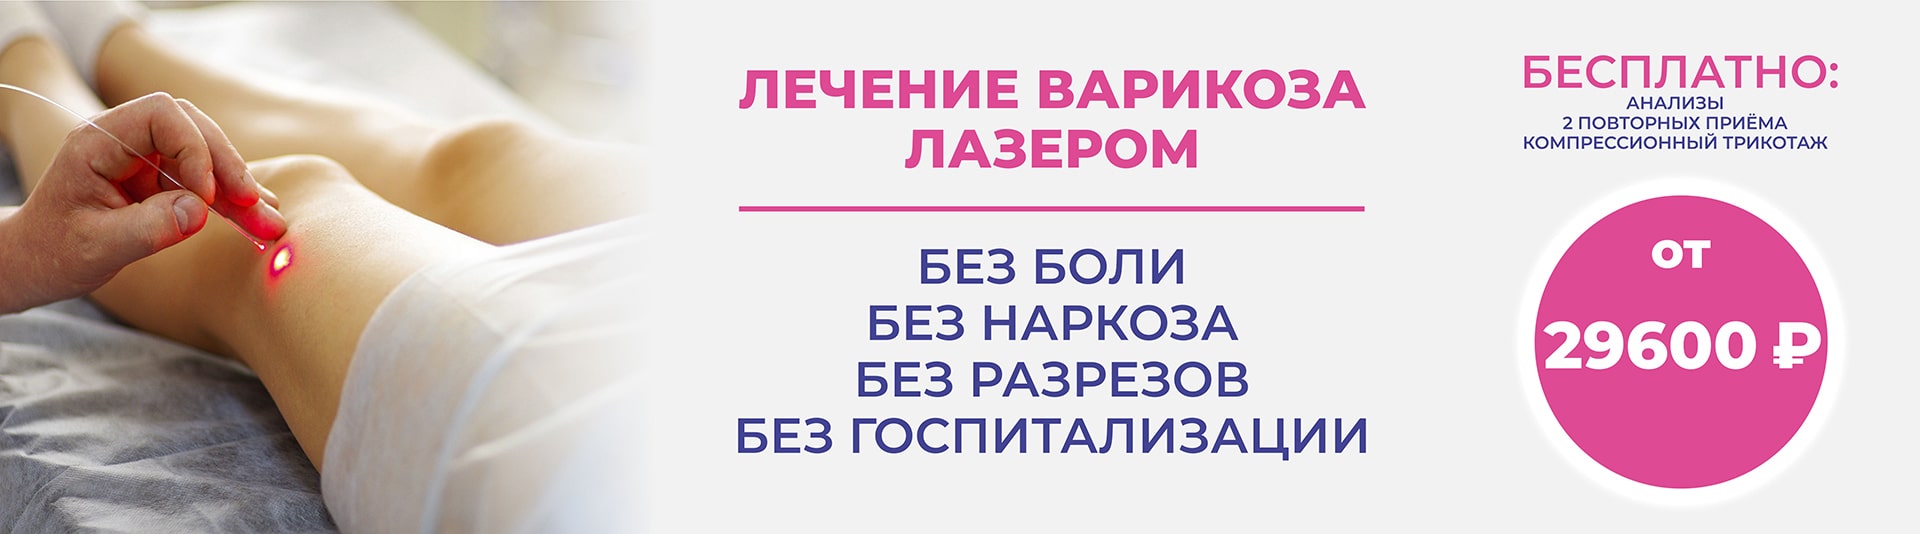 ЛЕЧЕНИЕ ВАРИКОЗА
ЛАЗЕРОМ
БЕЗ БОЛИ
БЕЗ НАРКОЗА
БЕЗ РАЗРЕЗОВ
БЕЗ ГОСПИТАЛИЗАЦИИ
БЕСПЛАТНО:
АНАЛИЗЫ
2 ПОВТОРНЫХ ПРИЁМА
КОМПРЕССИОННЫЙ ТРИКОТАЖ
от
29600 ₽